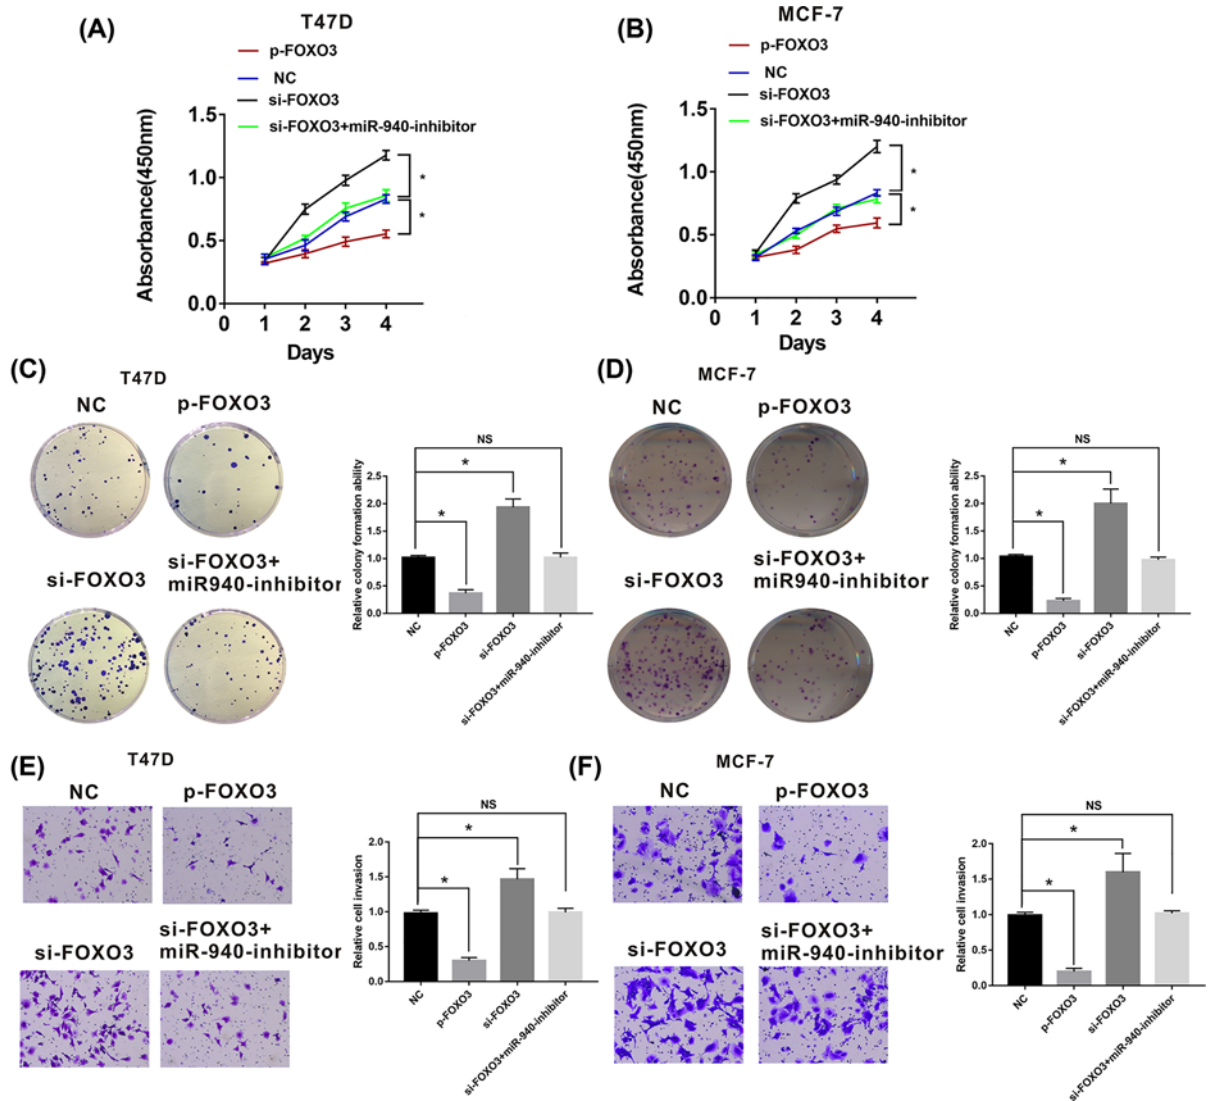 (A)
T47D
p-FOXO3
NC
si-FOXO3
si-FOXO3+miR-940-inhibitor
Absorbance(450nm)
1.5
1.0
0.5
0.0
0 1 2 3 4
Days
*
*
(B)
MCF-7
p-FOXO3
NC
si-FOXO3
si-FOXO3+miR-940-inhibitor
Absorbance(450nm)
1.5
1.0
0.5
0.0
0 1 2 3 4
Days
*
*
(C)
T47D
NC
p-FOXO3
si-FOXO3
si-FOXO3+
miR940-inhibitor
Relative colony formation ability
2.5
2.0
1.5
1.0
0.5
0.0
NS
*
*
NC
p-FOXO3
si-FOXO3
si-FOXO3+miR-940-inhibitor
(D)
MCF-7
NC
p-FOXO3
si-FOXO3
si-FOXO3+
miR940-inhibitor
Relative colony formation ability
2.5
2.0
1.5
1.0
0.5
0.0
NS
*
*
NC
p-FOXO3
si-FOXO3
si-FOXO3+miR-940-inhibitor
(E)
T47D
NC
p-FOXO3
si-FOXO3
si-FOXO3+
miR-940-inhibitor
Relative cell invasion
2.0
1.5
1.0
0.5
0.0
NS
*
*
NC
p-FOXO3
si-FOXO3
si-FOXO3+miR-940-inhibitor
(F)
MCF-7
NC
p-FOXO3
si-FOXO3
si-FOXO3+
miR-940-inhibitor
Relative cell invasion
2.0
1.5
1.0
0.5
0.0
NS
*
*
NC
p-FOXO3
si-FOXO3
si-FOXO3+miR-940-inhibitor